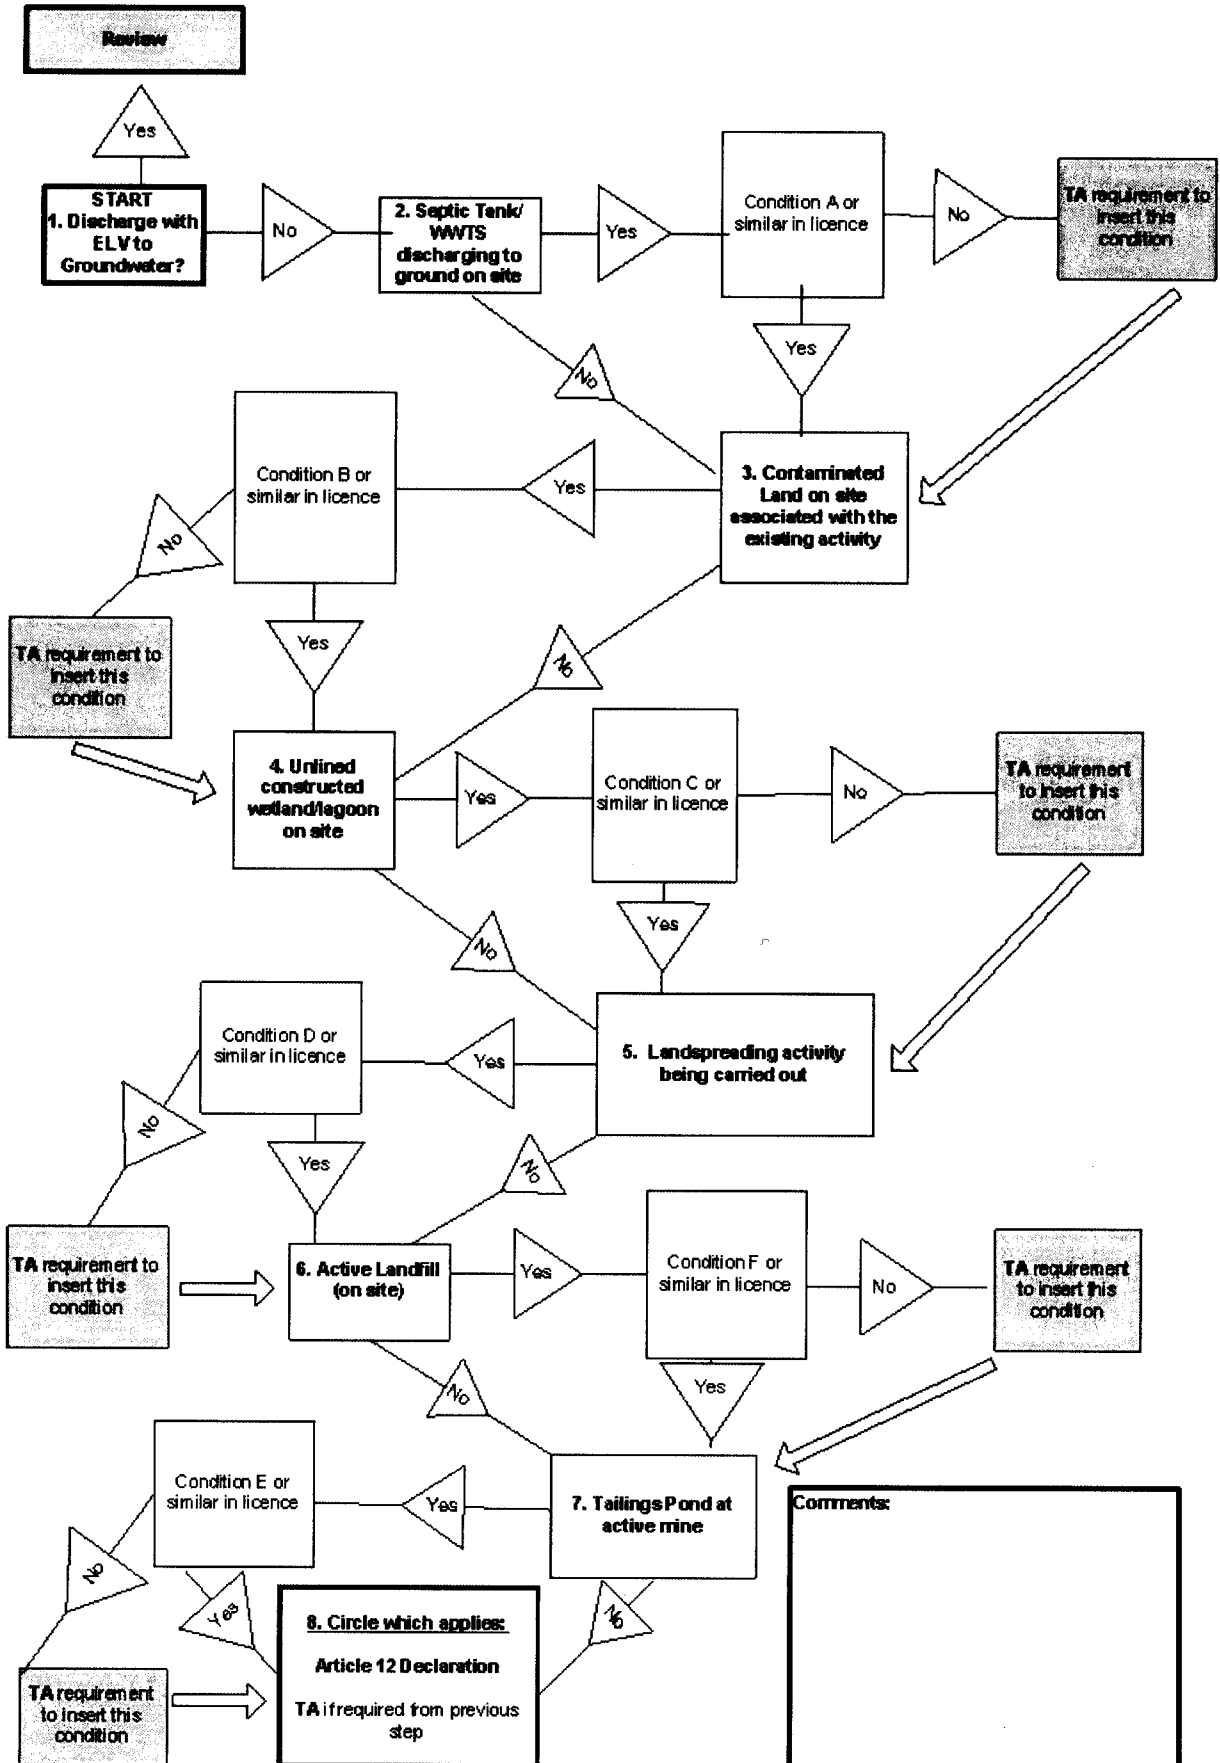 Review
Yes
START
1. Discharge with
ELV to
Groundwater?
No
2. Septic Tank/
WWTS
discharging to
ground on site
Yes
Condition A or
similar in licence
No
TA requirement to
insert this
condition
Yes
No
3. Contaminated
Land on site
associated with the
existing activity
Yes
Condition B or
similar in licence
No
TA requirement to
insert this
condition
Yes
No
4. Unlined
constructed
wetland/lagoon
on site
Yes
Condition C or
similar in licence
No
TA requirement
to insert this
condition
Yes
No
5. Landspreading activity
being carried out
Yes
Condition D or
similar in licence
No
TA requirement to
insert this
condition
Yes
No
6. Active Landfill
(on site)
Yes
Condition F or
similar in licence
No
TA requirement
to insert this
condition
Yes
No
7. Tailings Pond at
active mine
Yes
Condition E or
similar in licence
No
TA requirement
to insert this
condition
Yes
No
8. Circle which applies:
Article 12 Declaration
TA if required from previous
step
Comments: